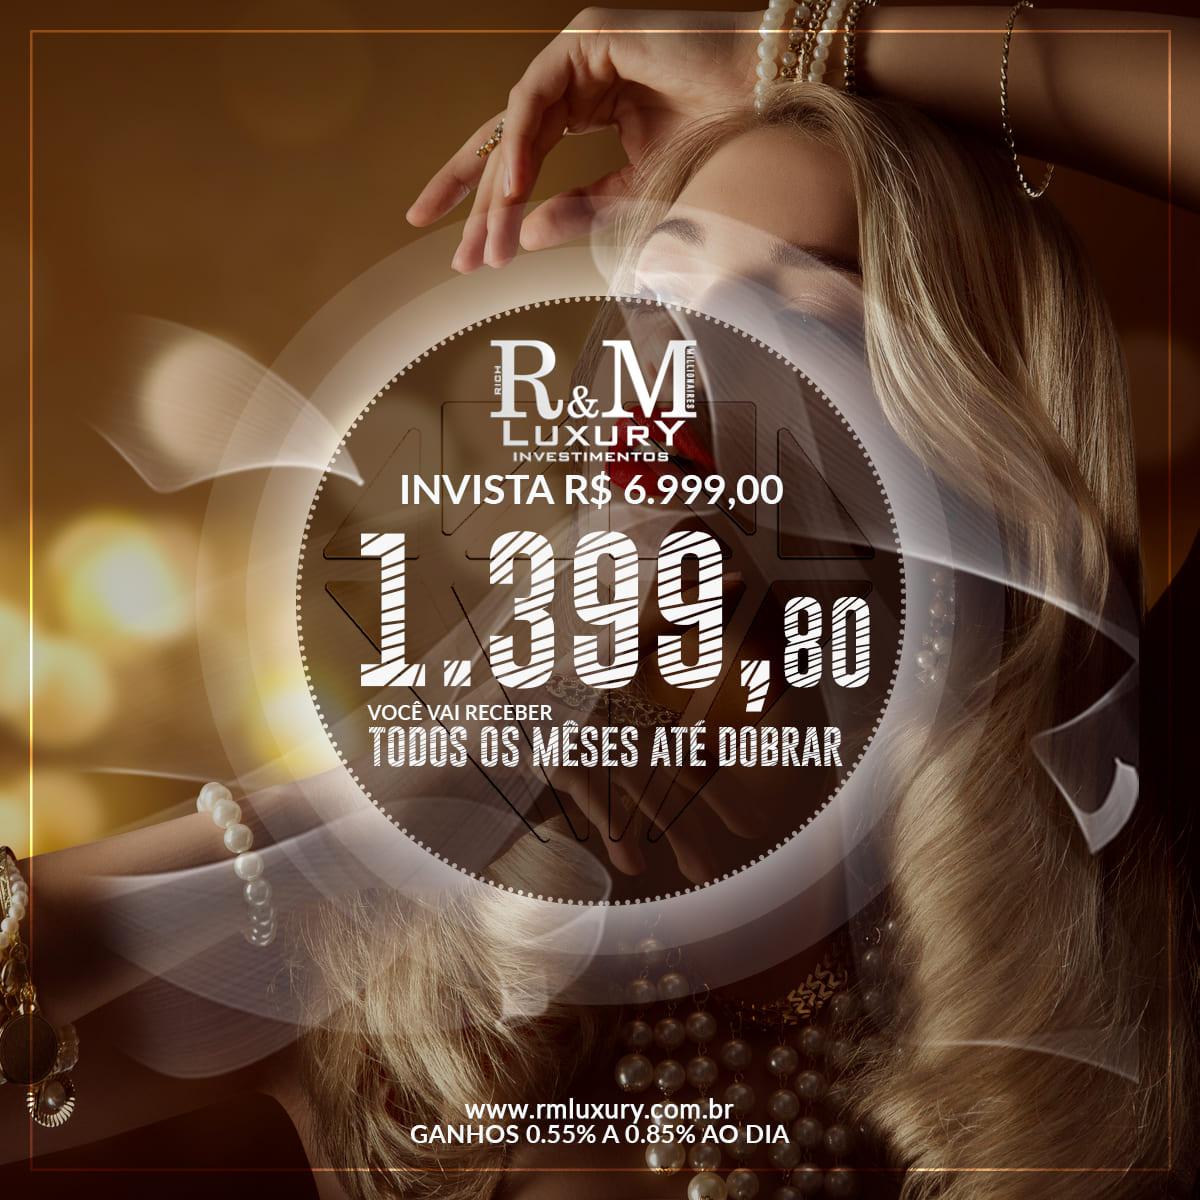 RICH R&M MILLIONAIRES
LUXURY
INVESTIMENTOS
INVISTA R$ 6.999,00
1.399,80
VOCÊ VAI RECEBER
TODOS OS MÊSES ATÉ DOBRAR
www.rmluxury.com.br
GANHOS 0.55% A 0.85% AO DIA